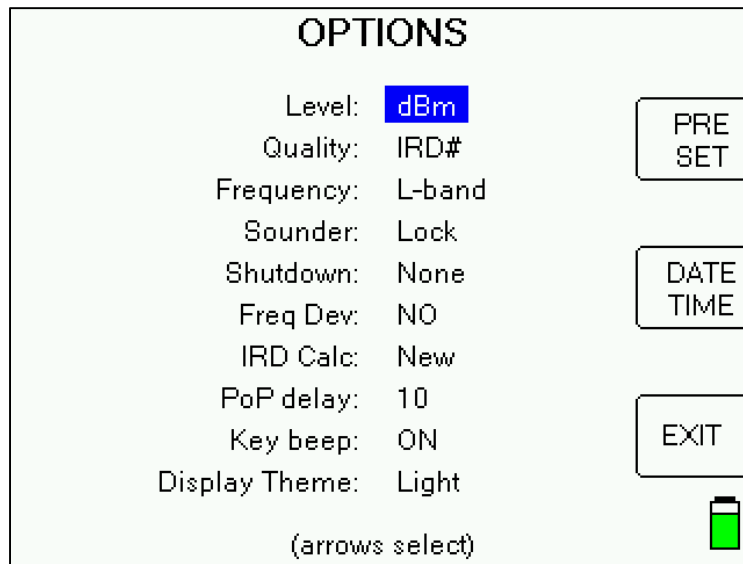 OPTIONS
Level: dBm
Quality: IRD#
Frequency: L-band
Sounder: Lock
Shutdown: None
Freq Dev: NO
IRD Calc: New
PoP delay: 10
Key beep: ON
Display Theme: Light
(arrows select)
PRE
SET
DATE
TIME
EXIT